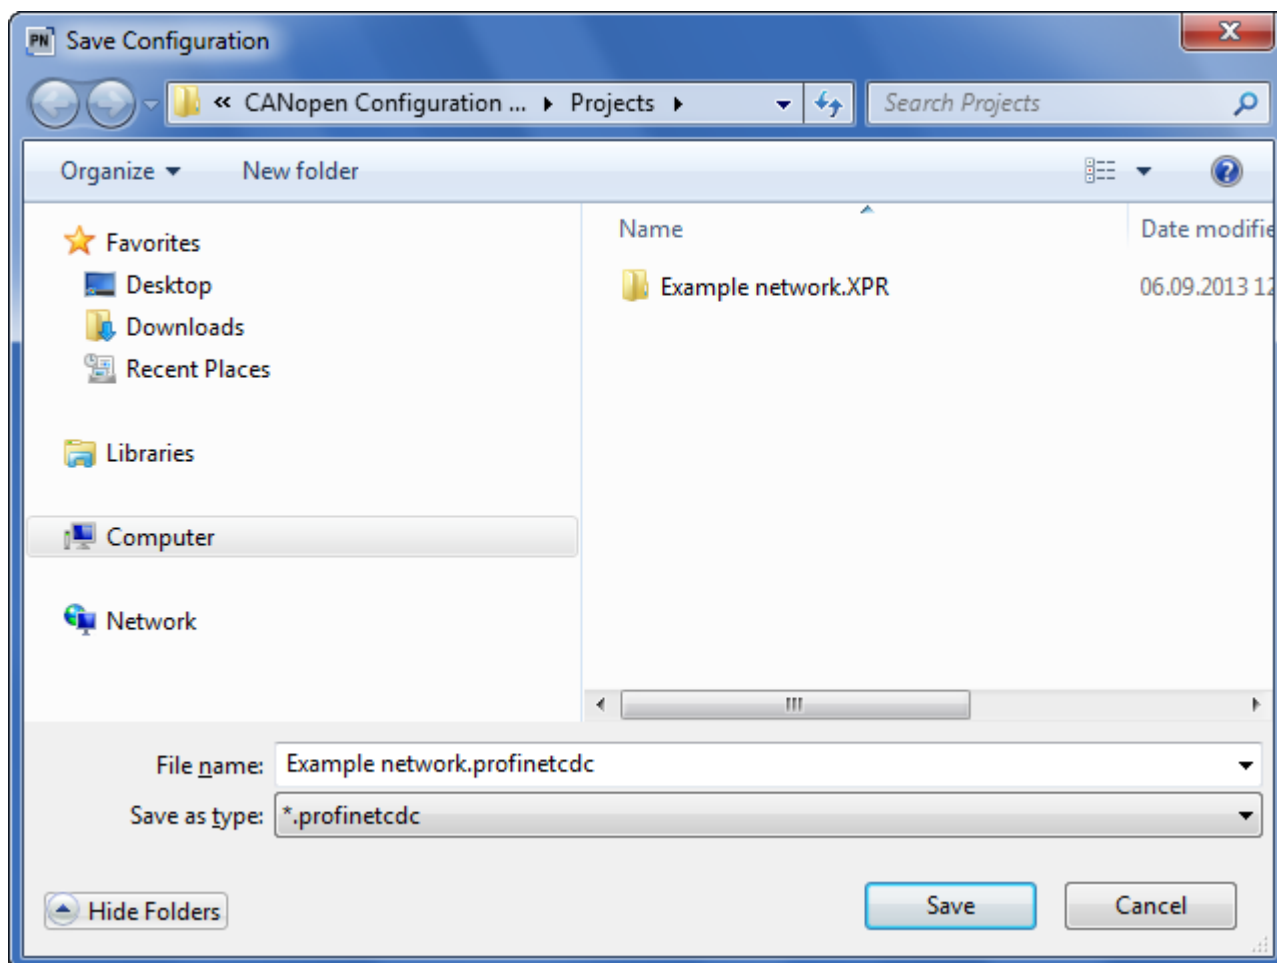 PN Save Configuration
« CANopen Configuration ... Projects Search Projects
Organize New folder
Favorites
Desktop
Downloads
Recent Places
Libraries
Computer
Network
Name Date modifie
Example network.XPR 06.09.2013 12
File name: Example network.profinetcdc
Save as type: *.profinetcdc
Hide Folders Save Cancel